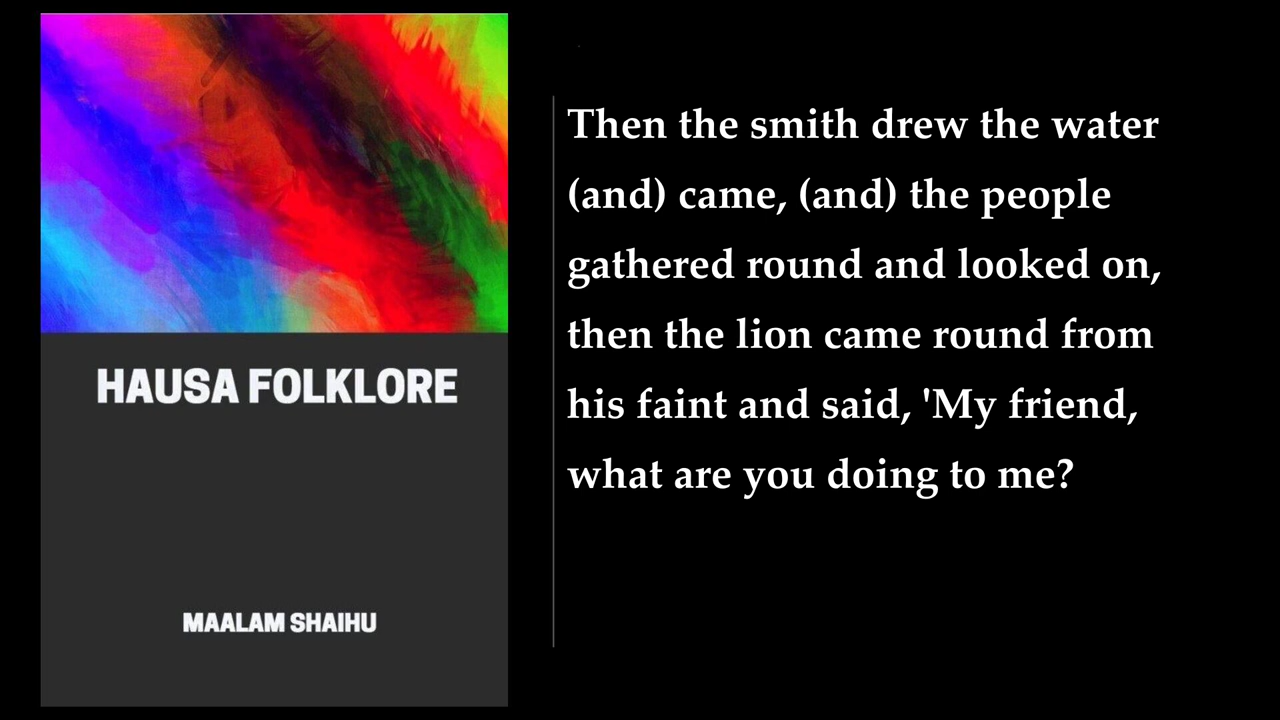 HAUSA FOLKLORE
MAALAM SHAIHU
Then the smith drew the water
(and) came, (and) the people
gathered round and looked on,
then the lion came round from
his faint and said, 'My friend,
what are you doing to me?